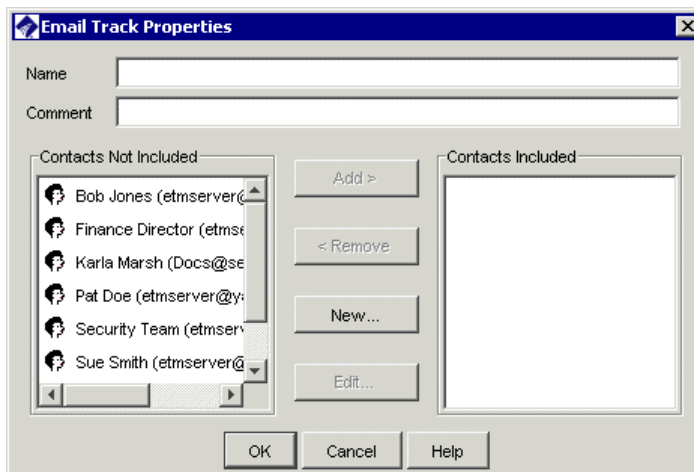 Email Track Properties
Name
Comment
Contacts Not Included
Bob Jones (etmserver@
Finance Director (etmse
Karla Marsh (Docs@se
Pat Doe (etmserver@y
Security Team (etmserv
Sue Smith (etmserver@
Add >
< Remove
New...
Edit...
Contacts Included
OK
Cancel
Help